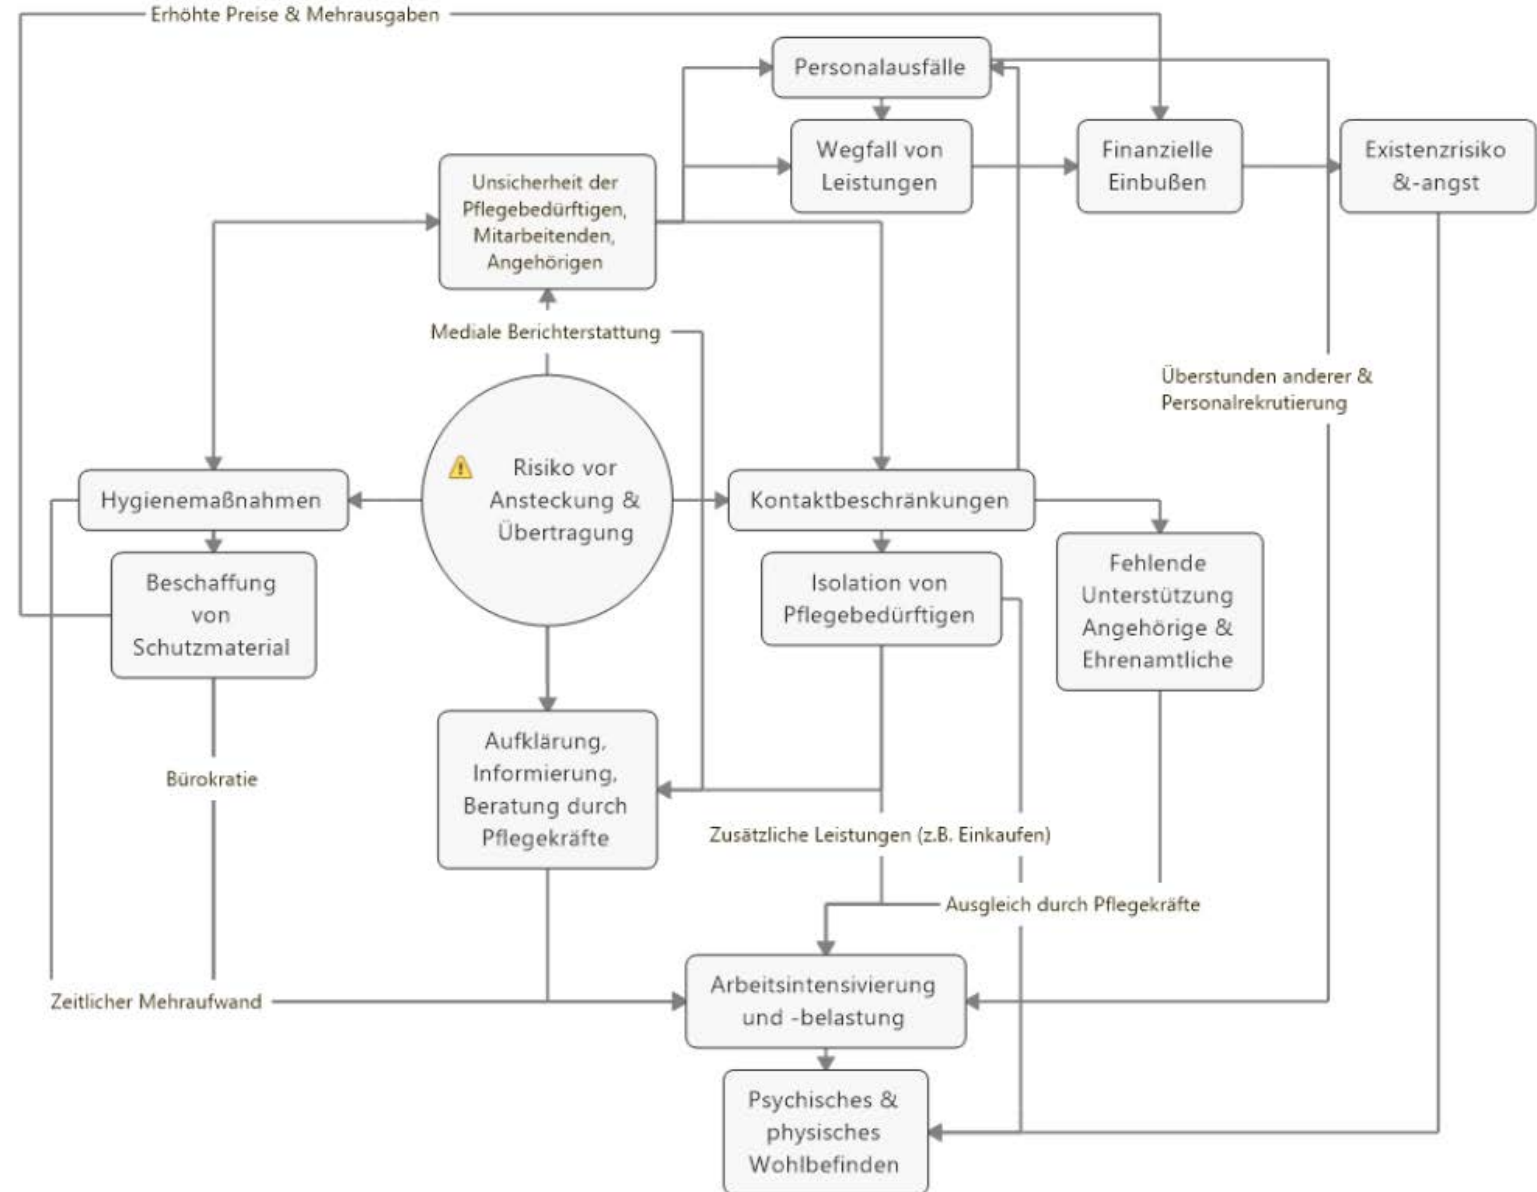 Erhöhte Preise & Mehrausgaben
Personalausfälle
Wegfall von
Leistungen
Finanzielle
Einbußen
Existenzrisiko
&-angst
Unsicherheit der
Pflegebedürftigen,
Mitarbeitenden,
Angehörigen
Mediale Berichterstattung
Überstunden anderer &
Personalrekrutierung
Hygienemaßnahmen
Risiko vor
Ansteckung &
Übertragung
Kontaktbeschränkungen
Beschaffung
von
Schutzmaterial
Isolation von
Pflegebedürftigen
Fehlende
Unterstützung
Angehörige &
Ehrenamtliche
Aufklärung,
Informierung,
Beratung durch
Pflegekräfte
Bürokratie
Zusätzliche Leistungen (z.B. Einkaufen)
Ausgleich durch Pflegekräfte
Zeitlicher Mehraufwand
Arbeitsintensivierung
und -belastung
Psychisches &
physisches
Wohlbefinden